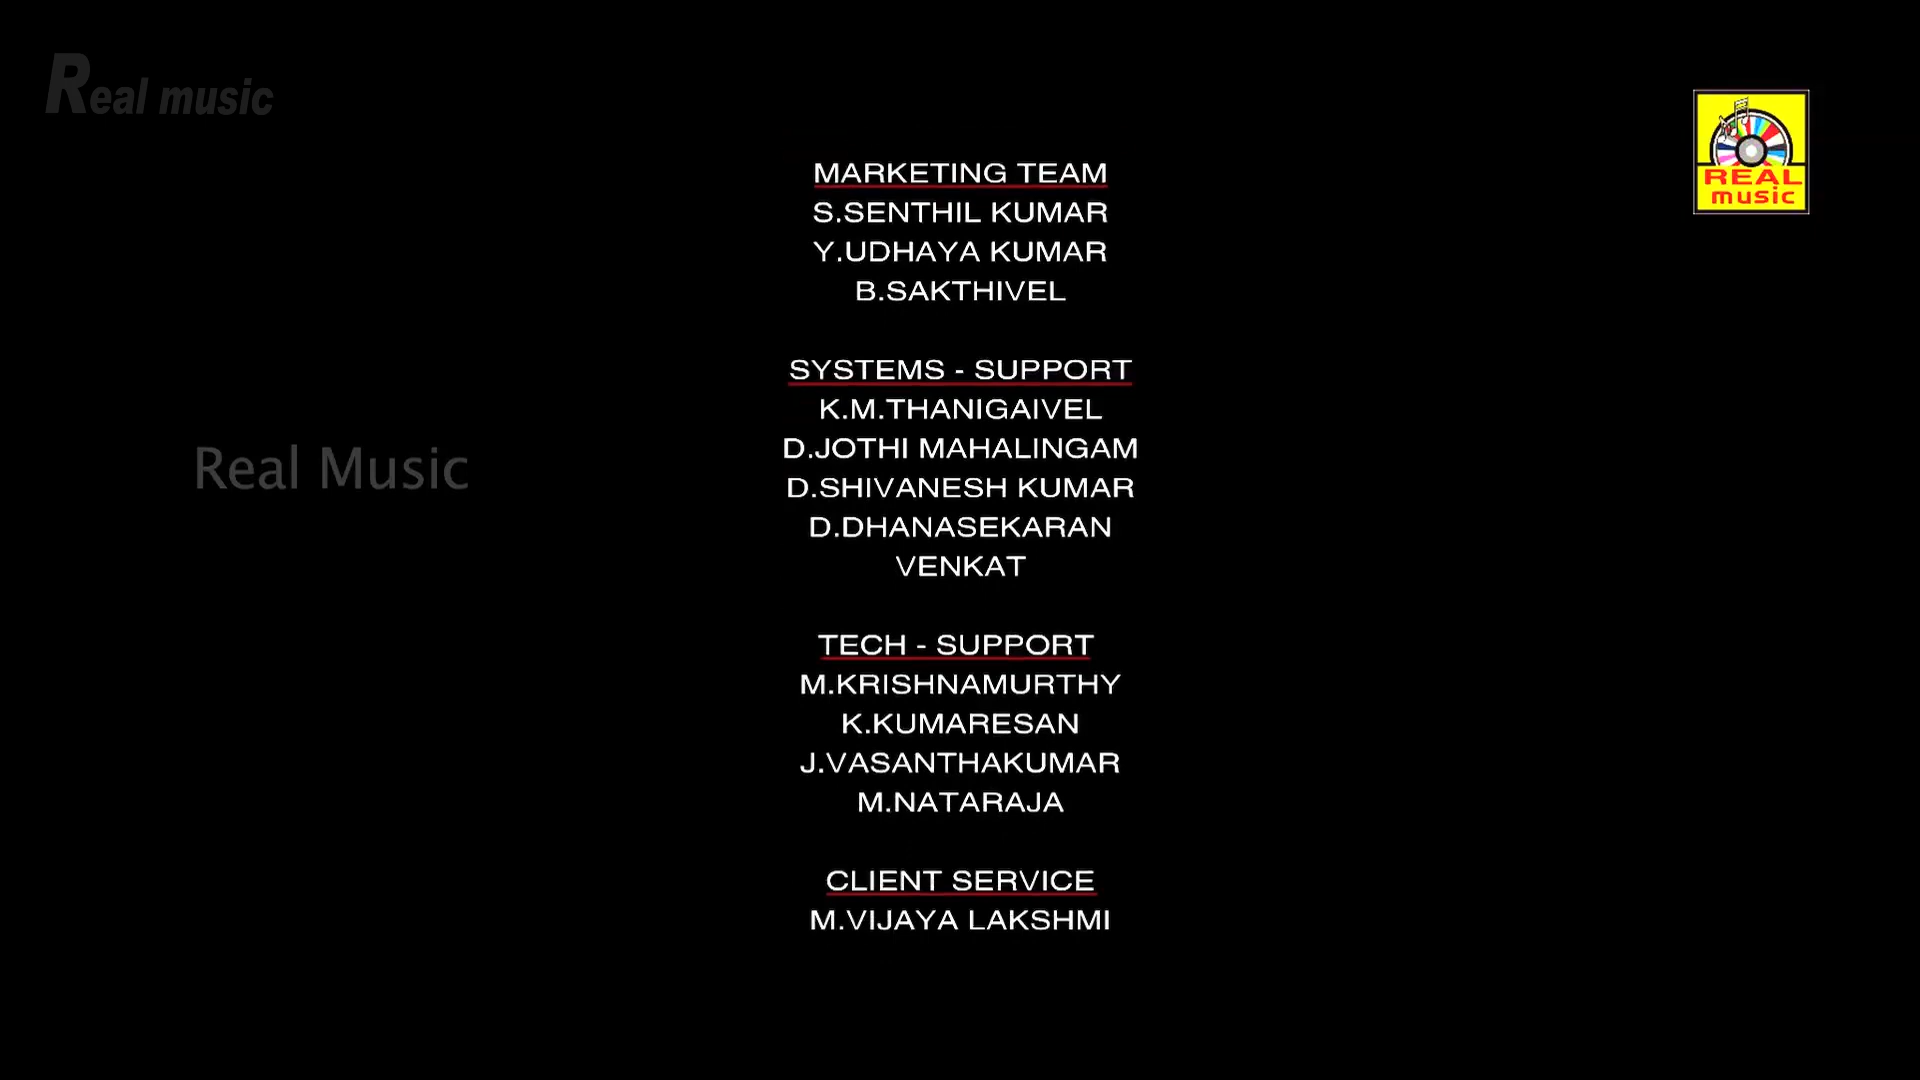 Real music
REAL
music
MARKETING TEAM
S.SENTHIL KUMAR
Y.UDHAYA KUMAR
B.SAKTHIVEL
SYSTEMS - SUPPORT
K.M.THANIGAIVEL
D.JOTHI MAHALINGAM
D.SHIVANESH KUMAR
D.DHANASEKARAN
VENKAT
Real Music
TECH - SUPPORT
M.KRISHNAMURTHY
K.KUMARESAN
J.VASANTHAKUMAR
M.NATARAJA
CLIENT SERVICE
M.VIJAYA LAKSHMI